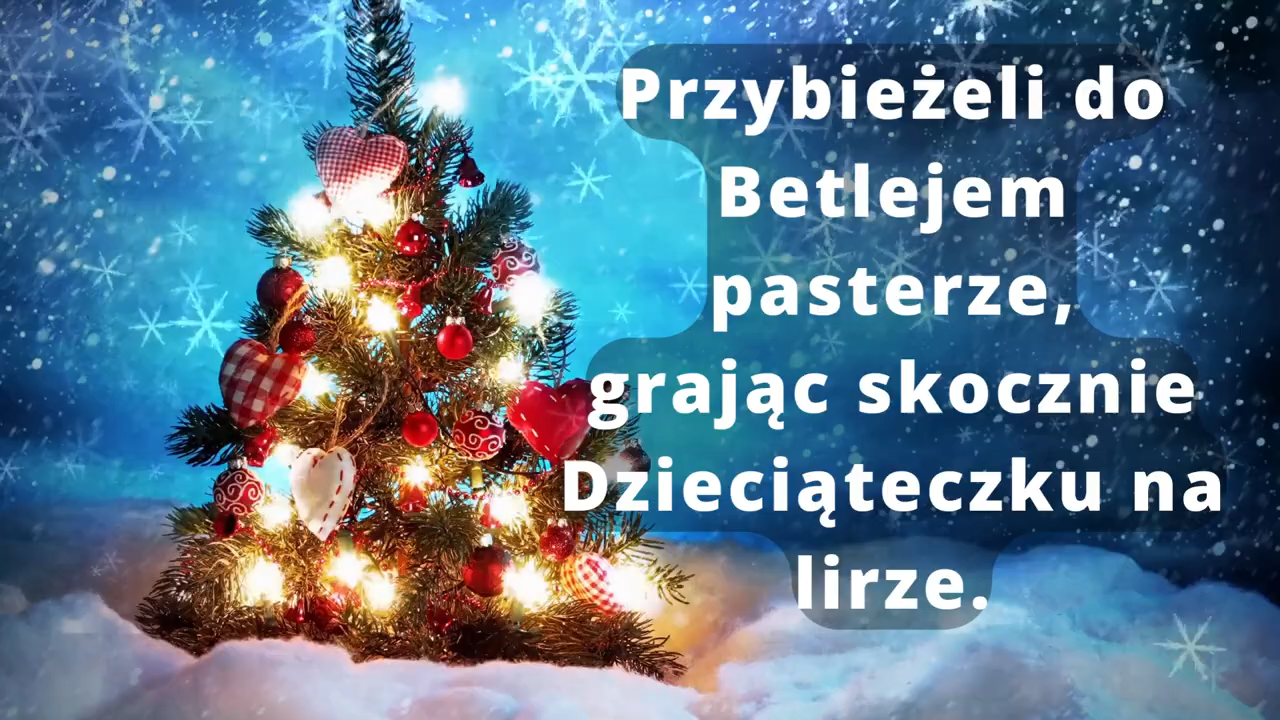 Przybieżeli do
Betlejem
pasterze,
grając skocznie
Dzieciąteczku na
lirze.